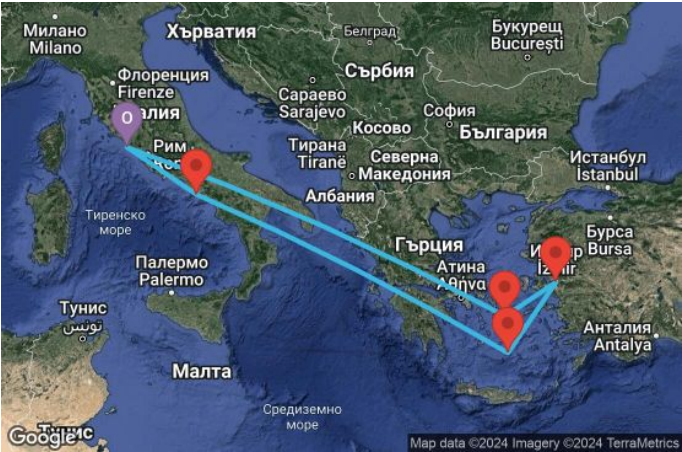 Милано
Milano
Хърватия
Белград
Букурещ
București
Флоренция
Firenze
Сърбия
Сараево
Sarajevo
О
алия
София
Косово
България
Рим
Тирана
Tiranë
Северна
Македония
Истанбул
İstanbul
Албания
Тиренско
море
Гърция
Бурса
Bursa
Палермо
Palermo
Атина
Αθήνα
Тунис
تونس
Анталия
Antalya
Малта
Средиземно
море
Google
Map data ©2024 Imagery ©2024 TerraMetrics